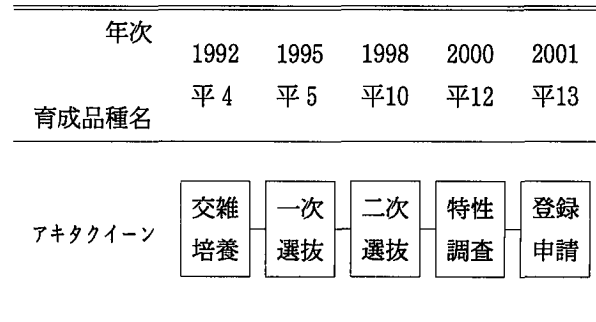 年次
1992 1995 1998 2000 2001
平4 平5 平10 平12 平13
育成品種名
交雑 一次 二次 特性 登録
アキタクイーン
培養 選抜 選抜 調査 申請